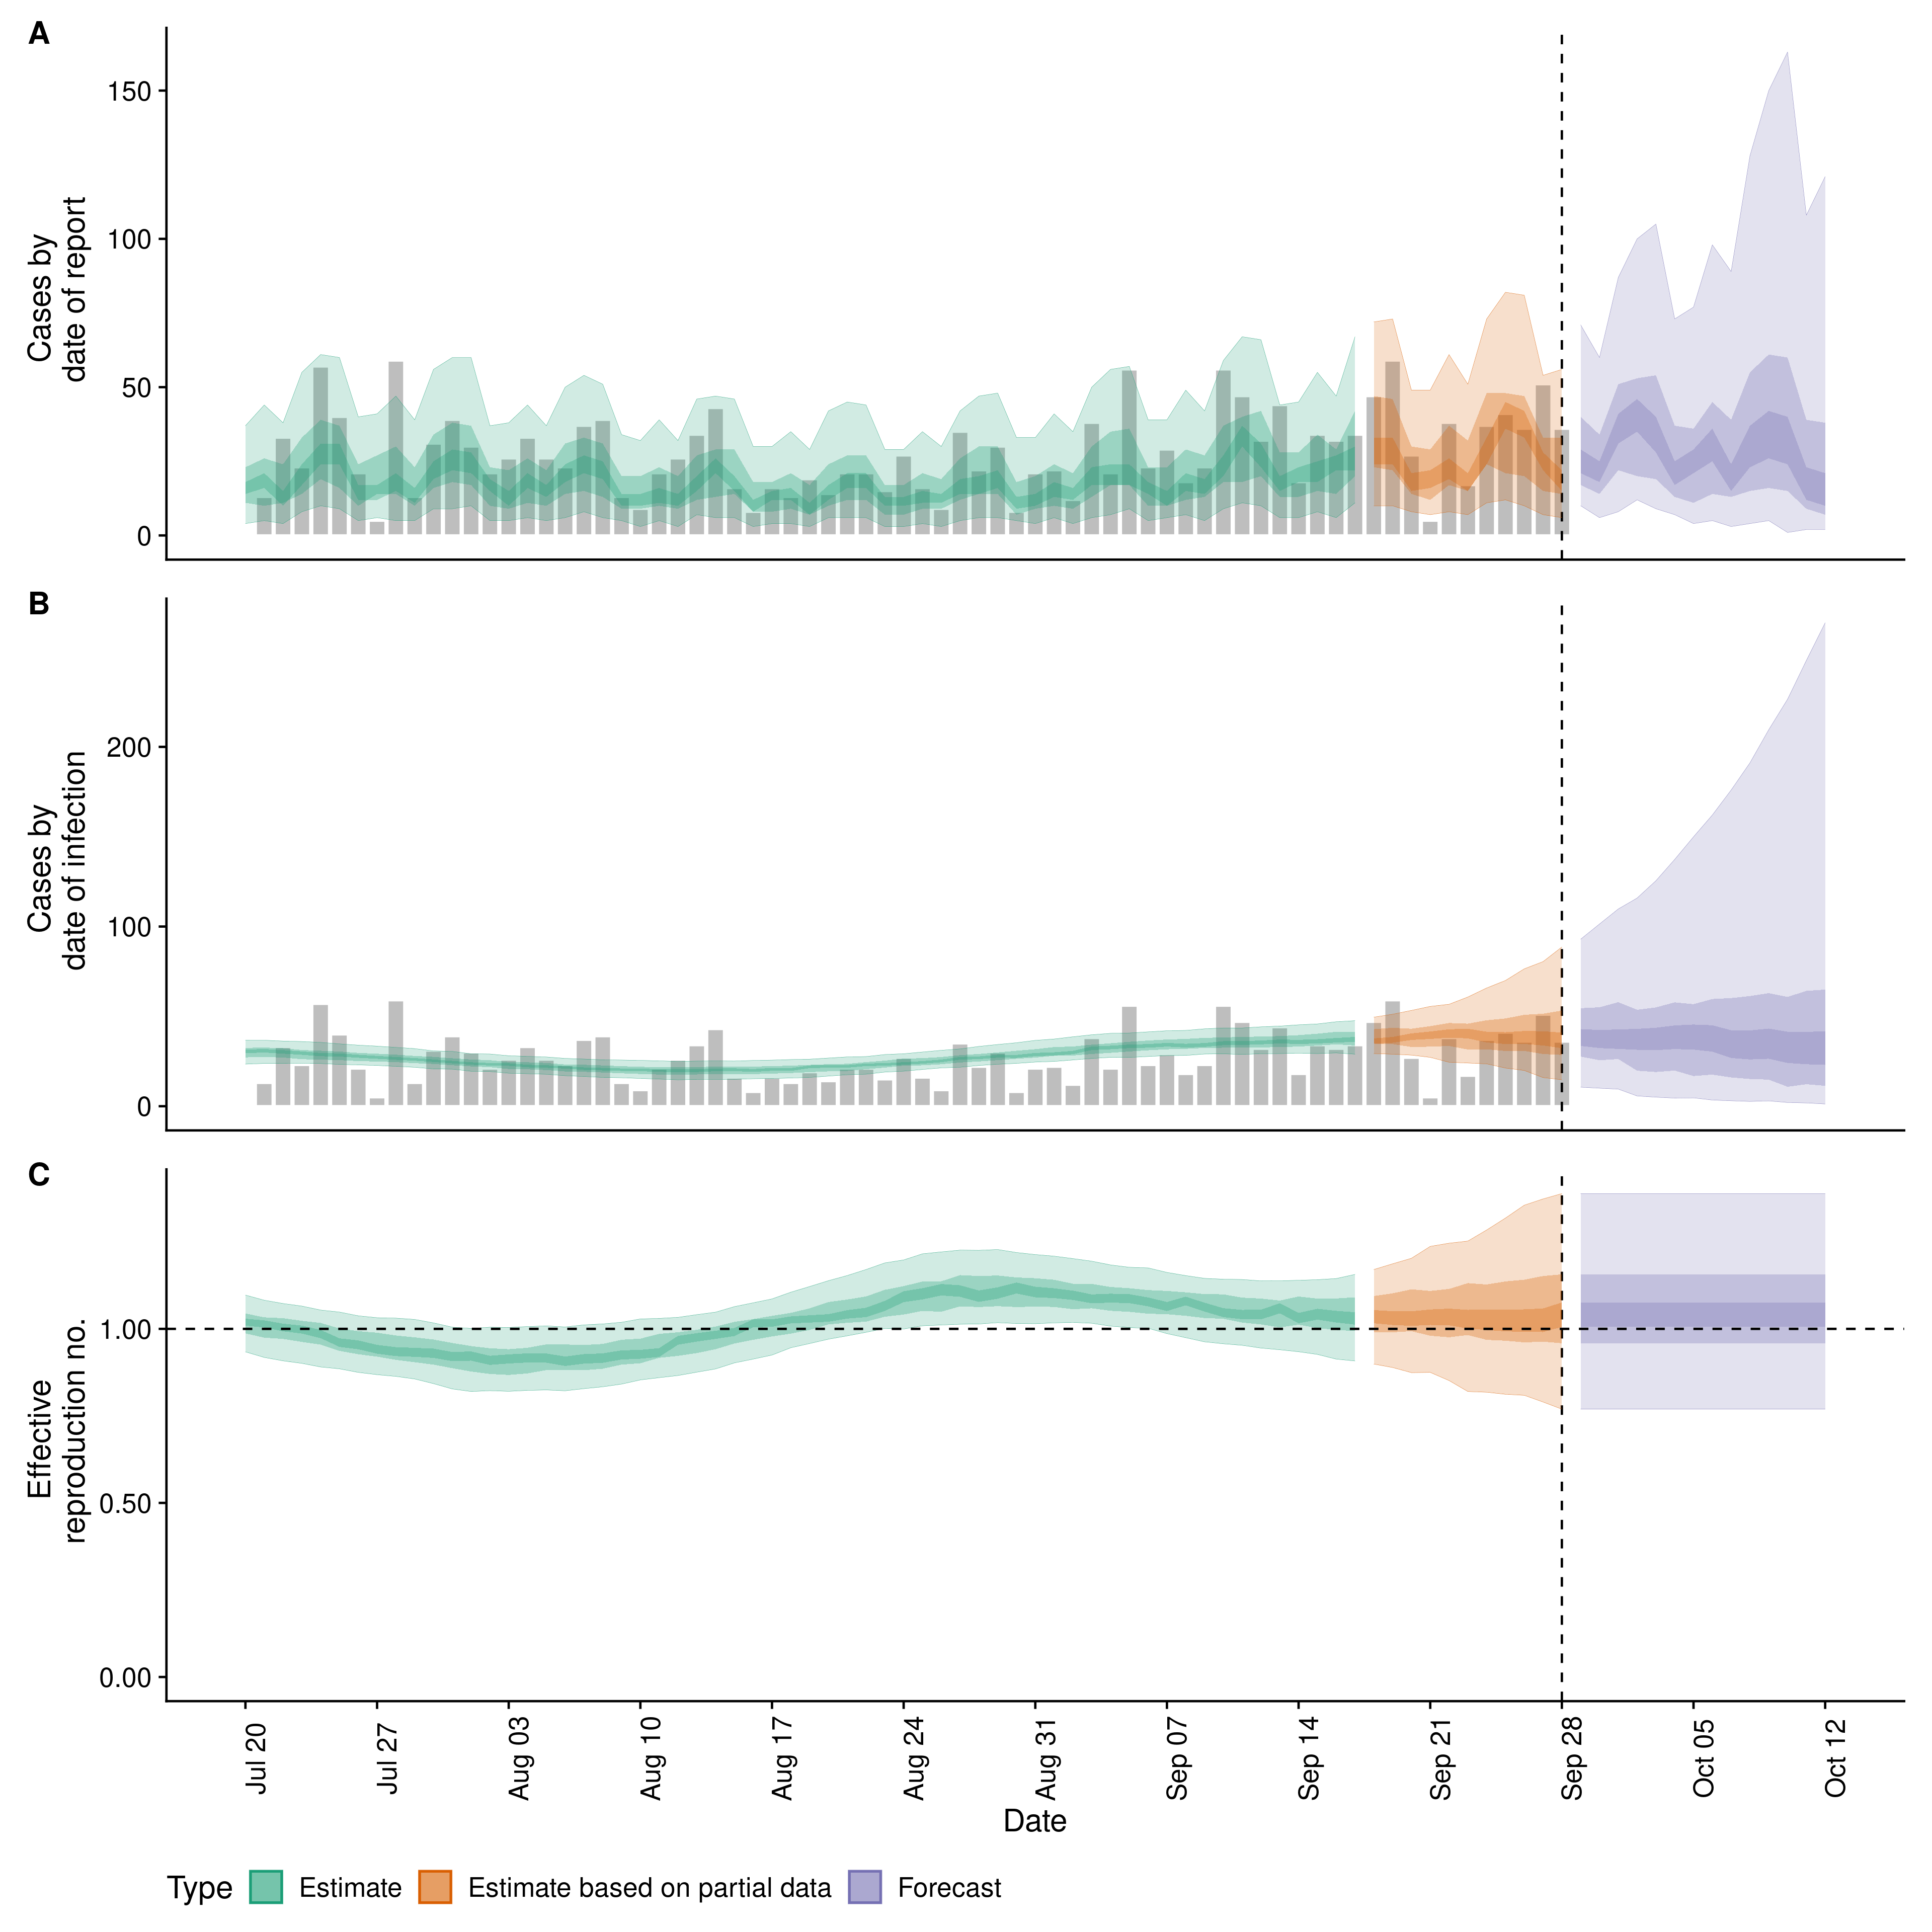 A
Cases by
date of report
150
100
50
0
B
Cases by
date of infection
200
100
0
C
Effective
reproduction no.
1.00
0.50
0.00
Jul 20
Jul 27
Aug 03
Aug 10
Aug 17
Aug 24
Aug 31
Sep 07
Sep 14
Sep 21
Sep 28
Oct 05
Oct 12
Date
Type
Estimate
Estimate based on partial data
Forecast